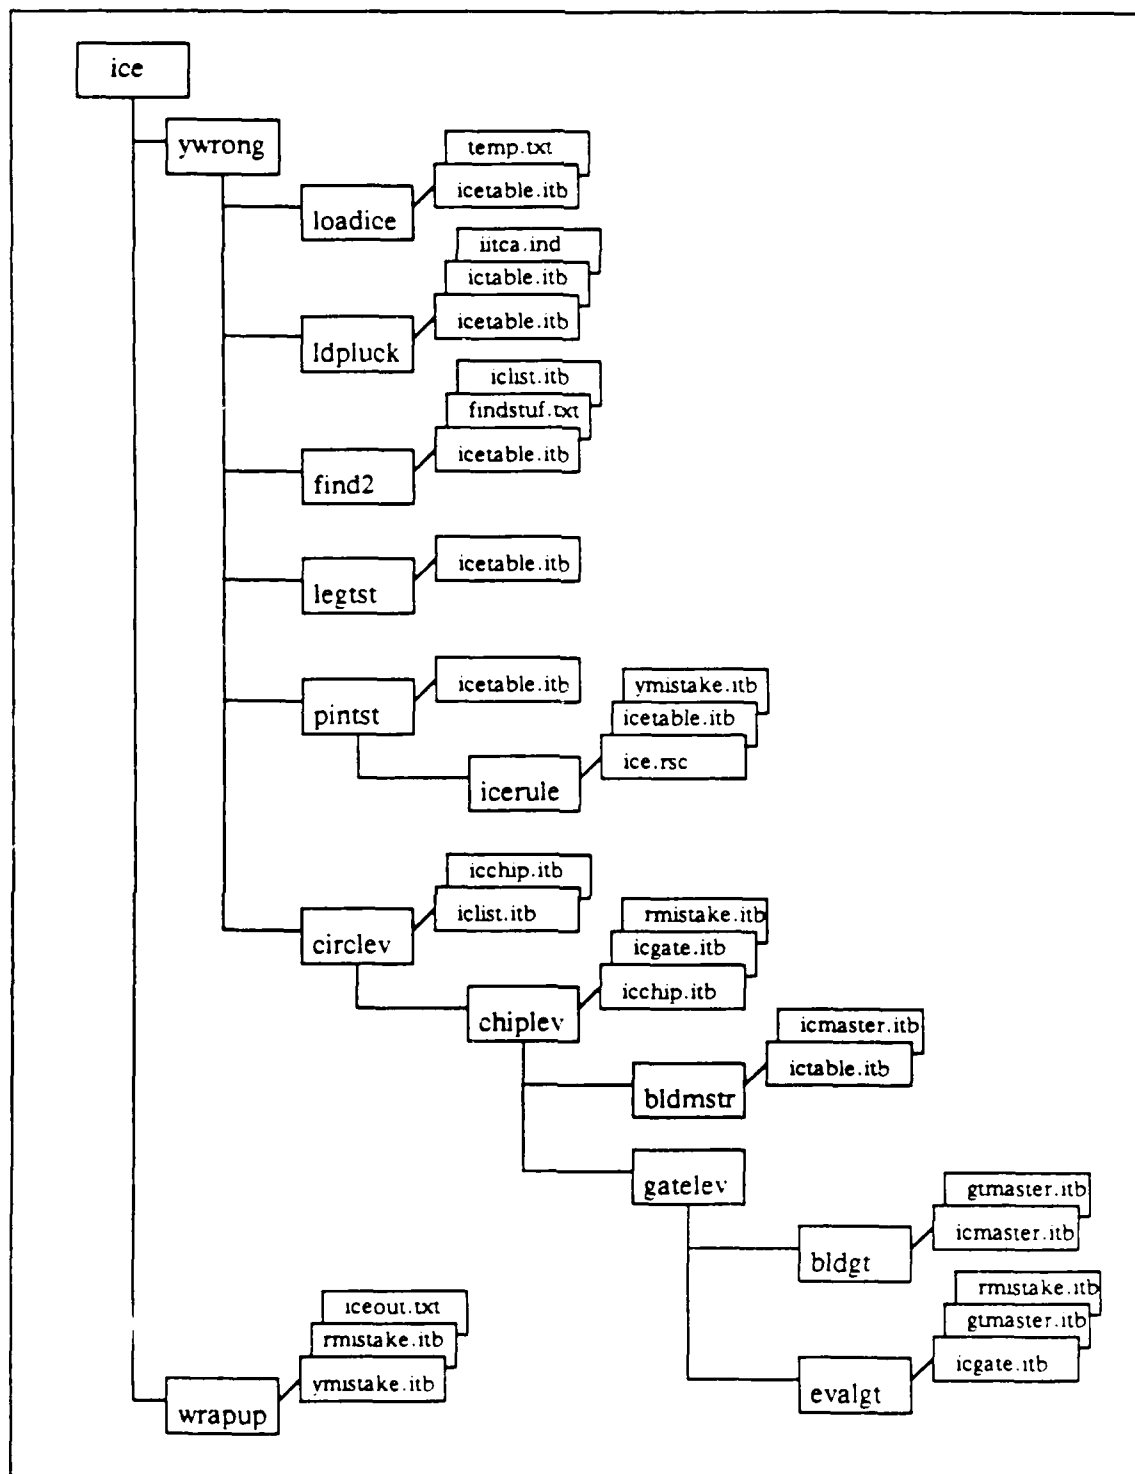 ice
ywrong
temp.txt
icetable.itb
loadice
iitca.ind
ictable.itb
icetable.itb
ldpluck
iclist.itb
findstuf.txt
icetable.itb
find2
icetable.itb
legtst
icetable.itb
pintst
ymistake.itb
icetable.itb
ice.rsc
icerule
icchip.itb
iclist.itb
circlev
rmistake.itb
icgate.itb
icchip.itb
chiplev
icmaster.itb
ictable.itb
bldmstr
gatelev
gtmaster.itb
icmaster.itb
bldgt
rmistake.itb
gtmaster.itb
icgate.itb
evalgt
iceout.txt
rmistake.itb
ymistake.itb
wrapup